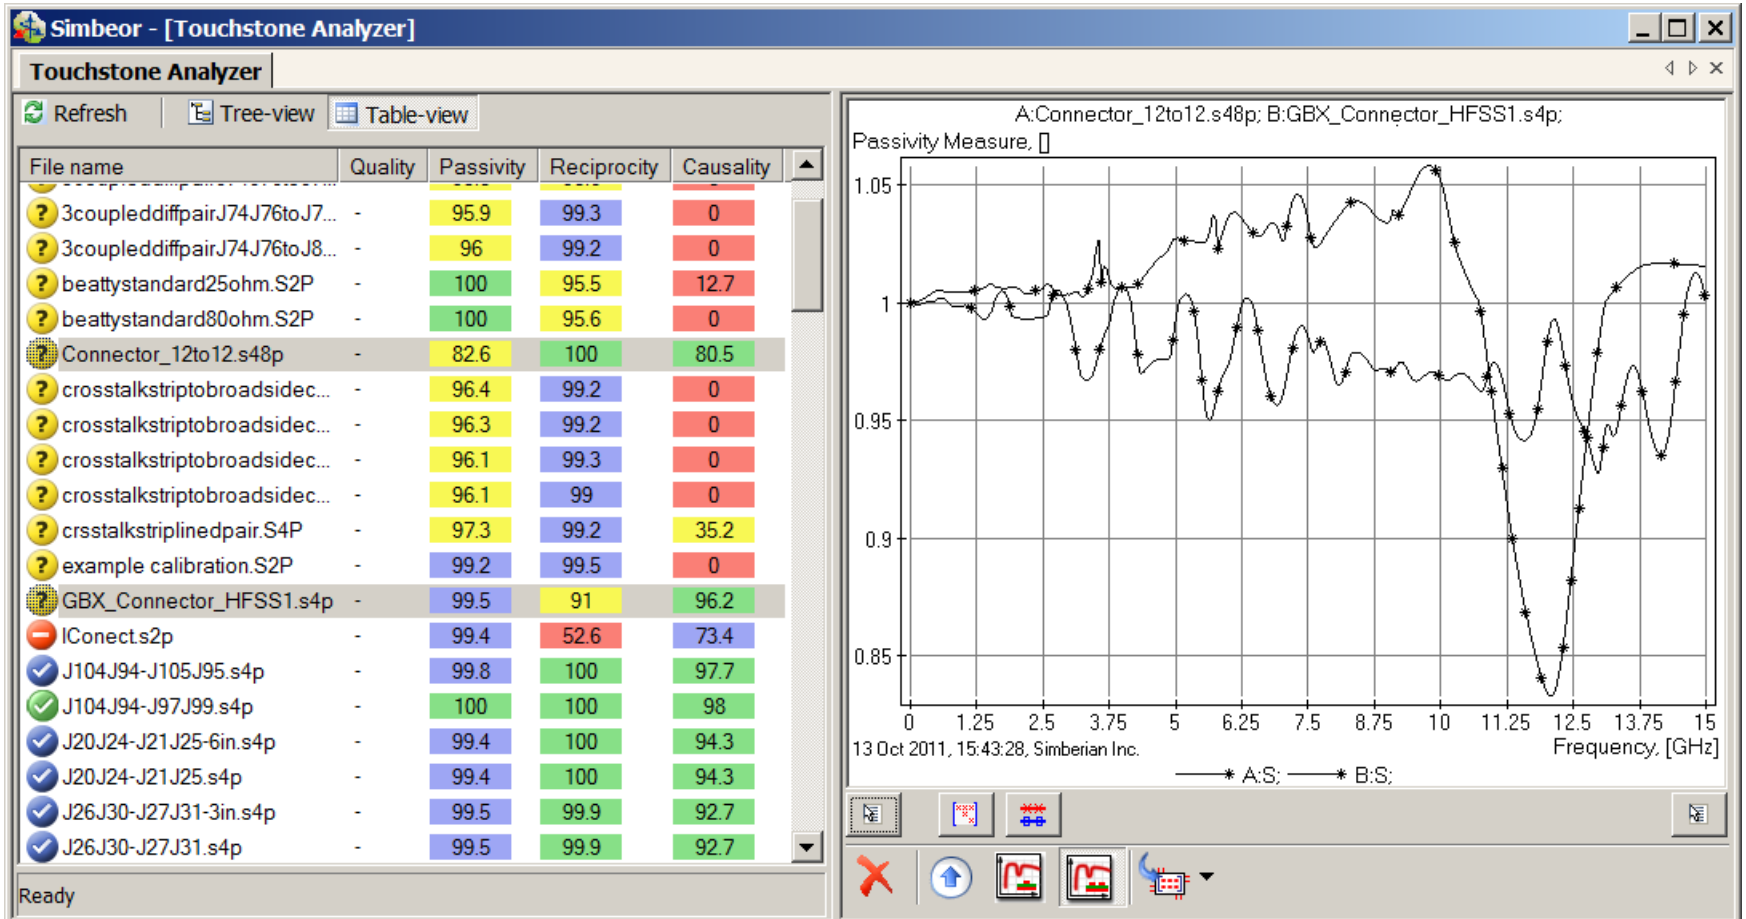 Simbeor - [Touchstone Analyzer]
Touchstone Analyzer
Refresh Tree-view Table-view
File name Quality Passivity Reciprocity Causality
3coupleddiffpairJ74J76toJ7... - 95.9 99.3 0
3coupleddiffpairJ74J76toJ8... - 96 99.2 0
beattystandard25ohm.S2P - 100 95.5 12.7
beattystandard80ohm.S2P - 100 95.6 0
Connector_12to12.s48p - 82.6 100 80.5
crosstalkstriptobroadsidec... - 96.4 99.2 0
crosstalkstriptobroadsidec... - 96.3 99.2 0
crosstalkstriptobroadsidec... - 96.1 99.3 0
crosstalkstriptobroadsidec... - 96.1 99 0
crsstalkstriplinedpair.S4P - 97.3 99.2 35.2
example calibration.S2P - 99.2 99.5 0
GBX_Connector_HFSS1.s4p - 99.5 91 96.2
IConect.s2p - 99.4 52.6 73.4
J104J94-J105J95.s4p - 99.8 100 97.7
J104J94-J97J99.s4p - 100 100 98
J20J24-J21J25-6in.s4p - 99.4 100 94.3
J20J24-J21J25.s4p - 99.4 100 94.3
J26J30-J27J31-3in.s4p - 99.5 99.9 92.7
J26J30-J27J31.s4p - 99.5 99.9 92.7
Ready
A:Connector_12to12.s48p; B:GBX_Connector_HFSS1.s4p;
Passivity Measure, []
1.05
1
0.95
0.9
0.85
0 1.25 2.5 3.75 5 6.25 7.5 8.75 10 11.25 12.5 13.75 15
13 Oct 2011, 15:43:28, Simberian Inc. Frequency, [GHz]
A:S; B:S;